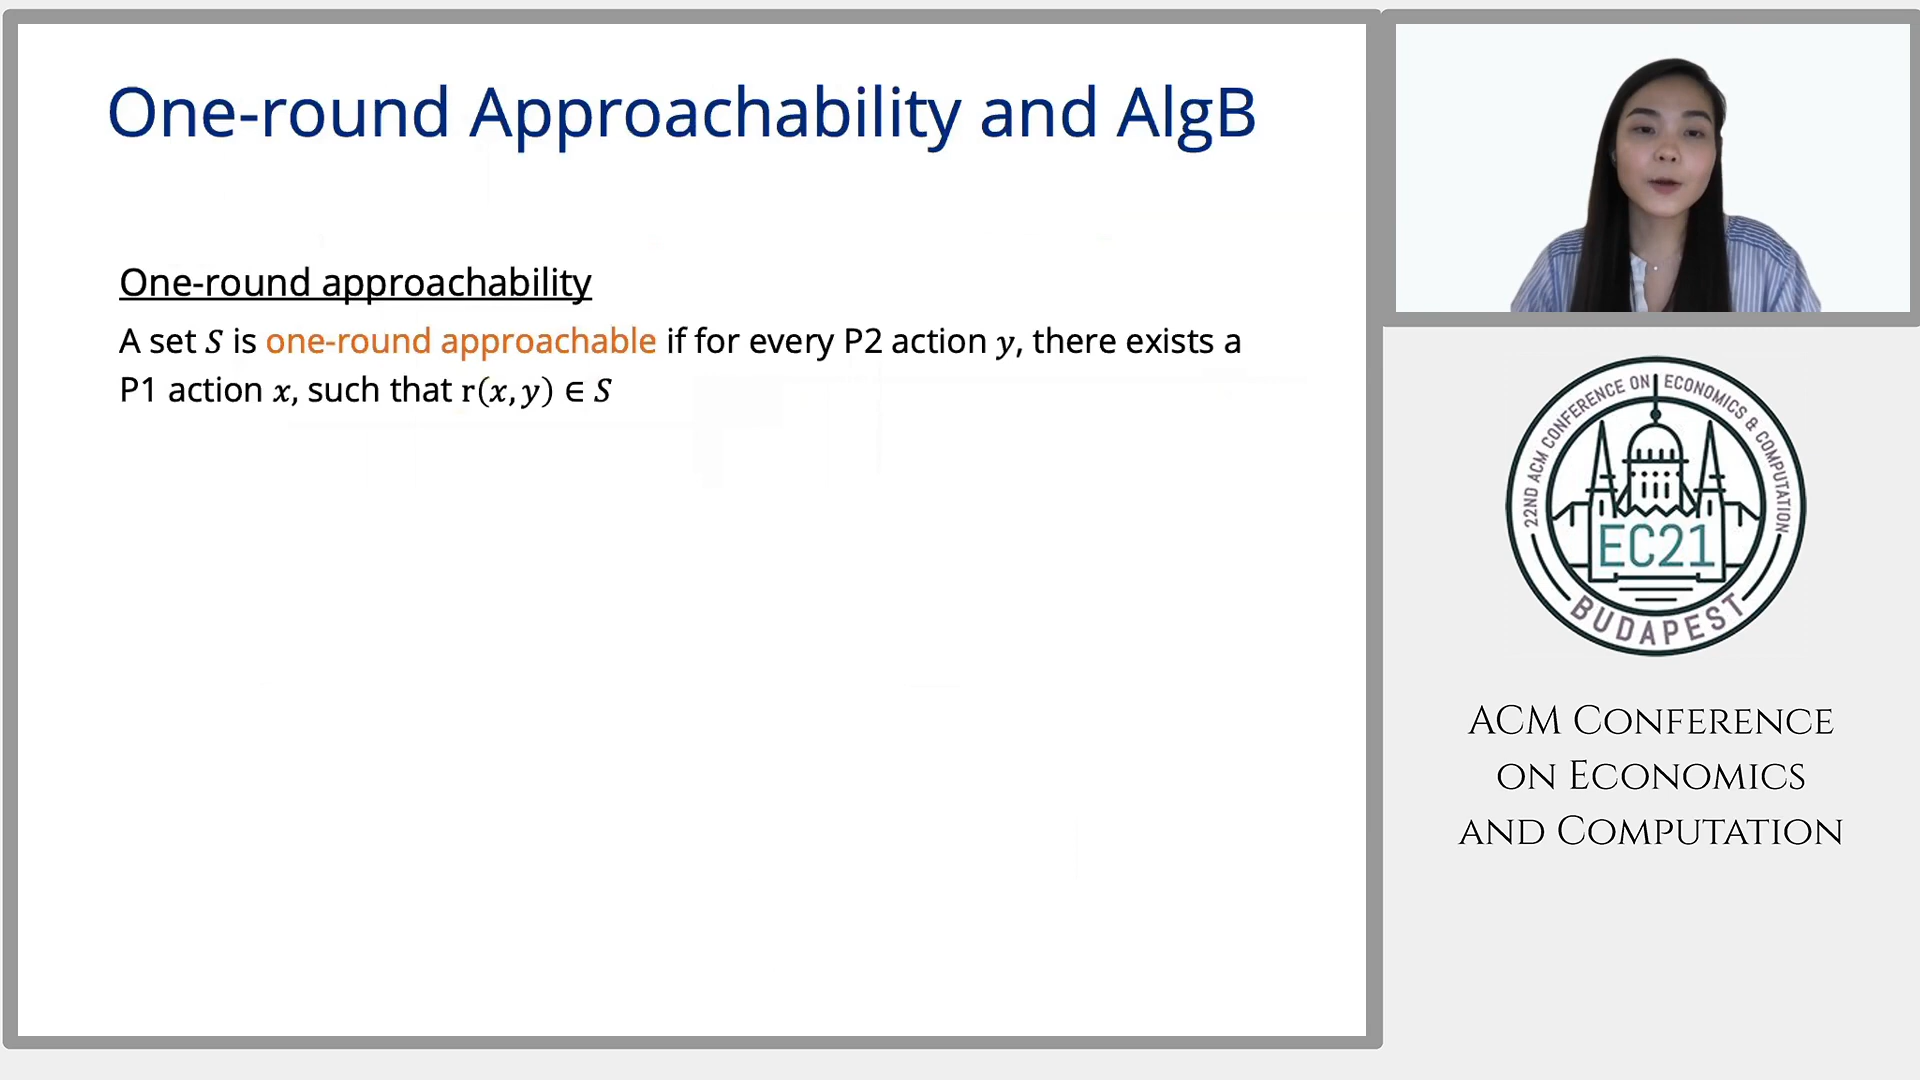 One-round Approachability and AlgB
One-round approachability
A set S is one-round approachable if for every P2 action y, there exists a
P1 action x, such that r(x, y) ∈ S
22ND ACM CONFERENCE ON ECONOMICS & COMPUTATION
EC21
BUDAPEST
ACM Conference
on Economics
and Computation